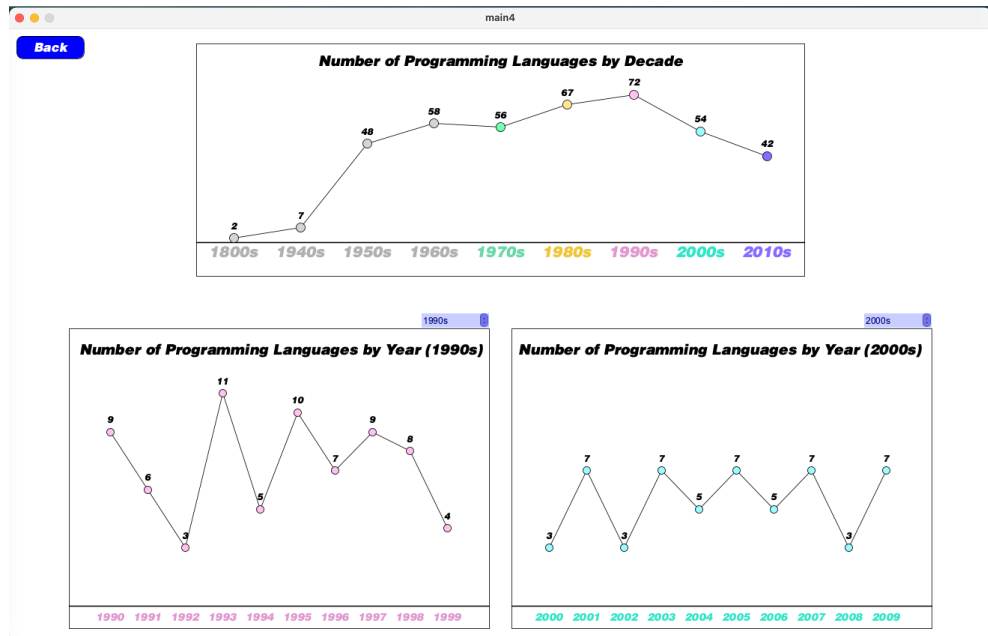 main4
Back
Number of Programming Languages by Decade
2 7 48 58 56 67 72 54 42
1800s 1940s 1950s 1960s 1970s 1980s 1990s 2000s 2010s
1990s
Number of Programming Languages by Year (1990s)
9 6 3 11 5 10 7 9 8 4
1990 1991 1992 1993 1994 1995 1996 1997 1998 1999
2000s
Number of Programming Languages by Year (2000s)
3 7 3 7 5 7 5 7 3 7
2000 2001 2002 2003 2004 2005 2006 2007 2008 2009